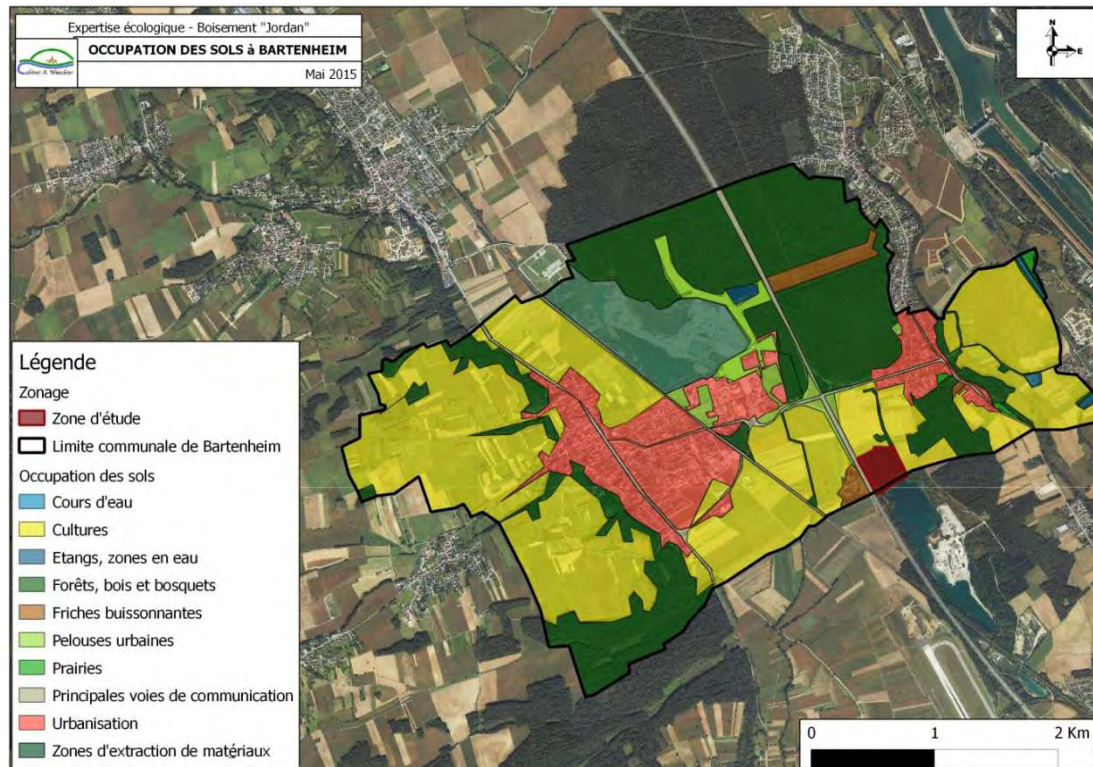 Expertise écologique - Boisement "Jordan"
OCCUPATION DES SOLS à BARTENHEIM
Mai 2015
Cabinet A. Waechter
N
E
Légende
Zonage
Zone d'étude
Limite communale de Bartenheim
Occupation des sols
Cours d'eau
Cultures
Etangs, zones en eau
Forêts, bois et bosquets
Friches buissonnantes
Pelouses urbaines
Prairies
Principales voies de communication
Urbanisation
Zones d'extraction de matériaux
0 1 2 Km